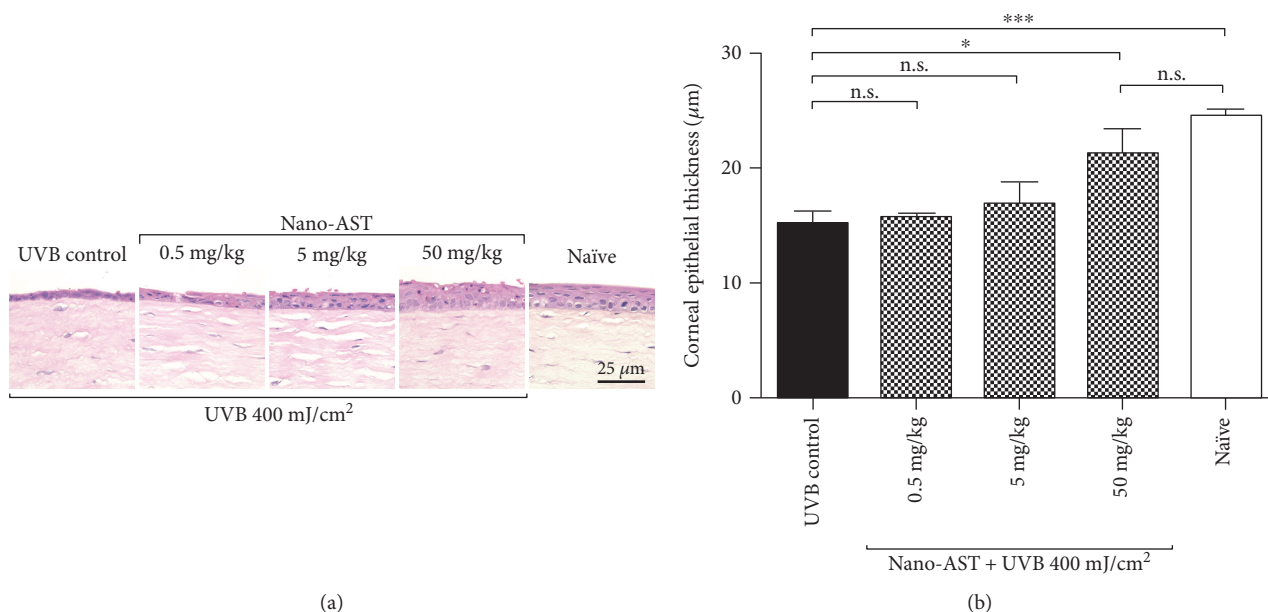 Nano-AST
UVB control 0.5 mg/kg 5 mg/kg 50 mg/kg Naïve
25 μm
UVB 400 mJ/cm²
(a)
***
*
n.s.
n.s.
n.s.
Corneal epithelial thickness (μm)
30
20
10
0
UVB control
0.5 mg/kg
5 mg/kg
50 mg/kg
Naïve
Nano-AST + UVB 400 mJ/cm²
(b)